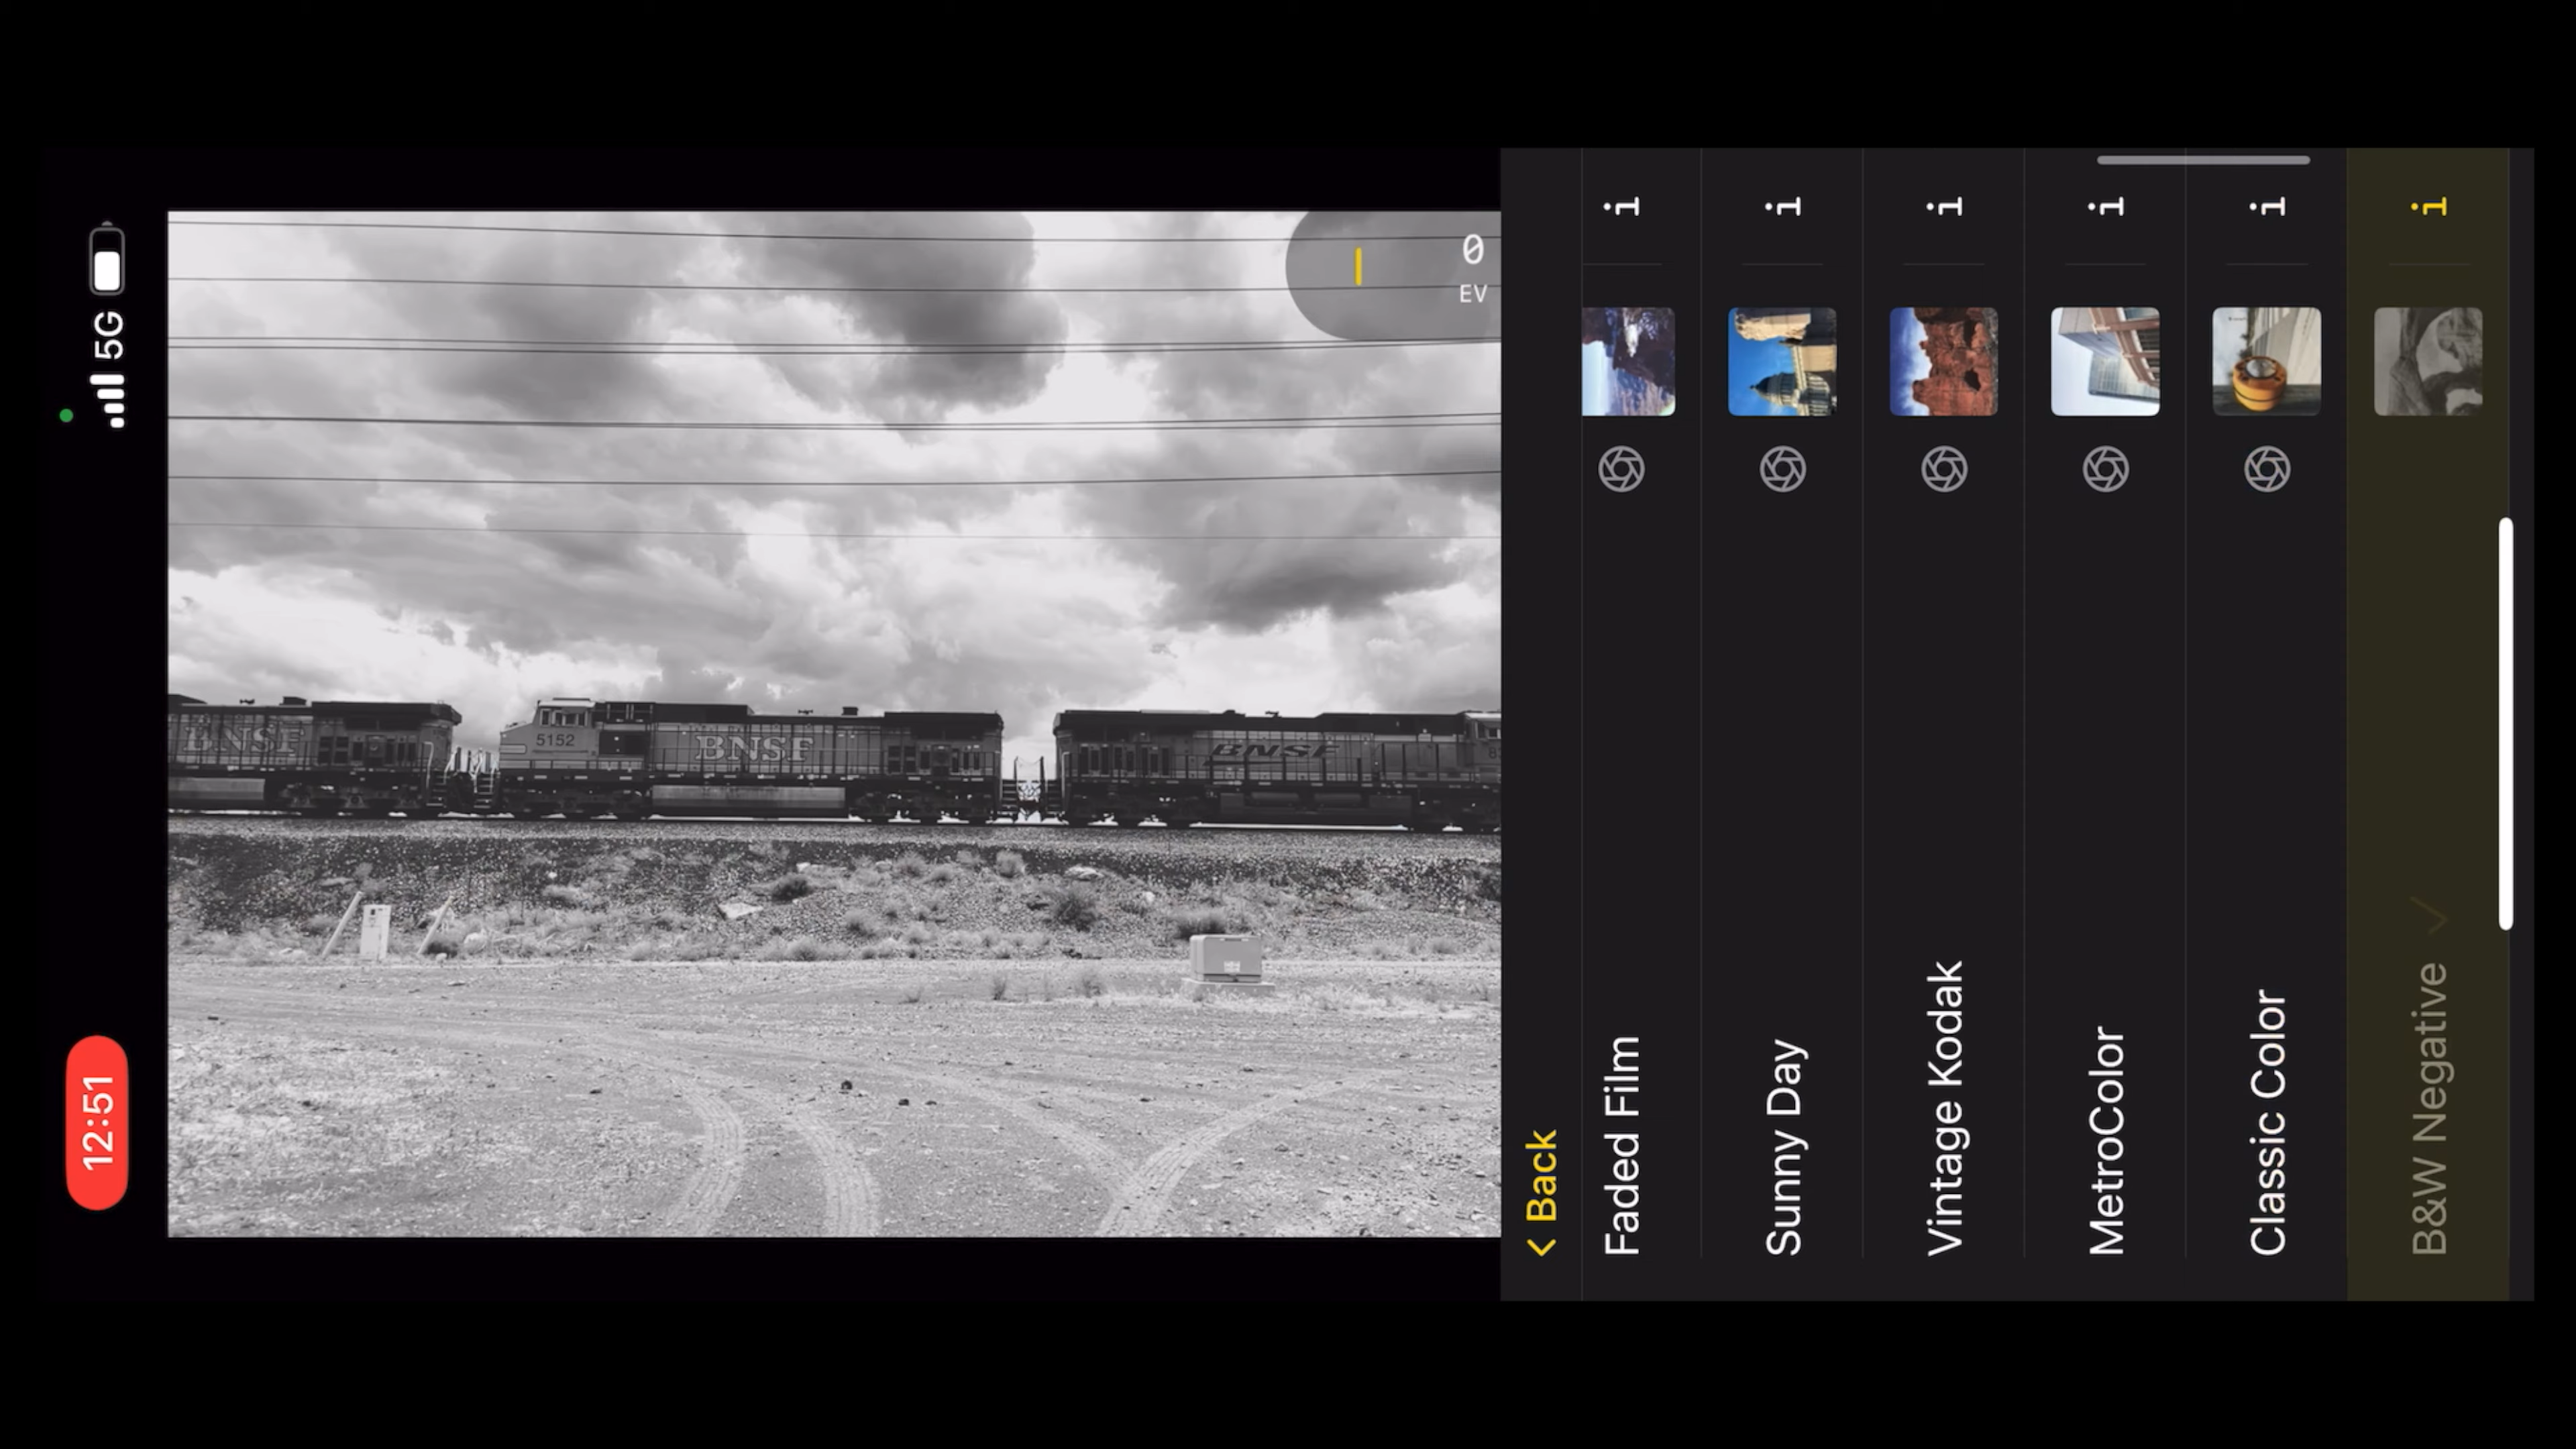 12:51
5G
0
EV
BNSF
5152
BNSF
BNSF
Back
Faded Film
Sunny Day
Vintage Kodak
MetroColor
Classic Color
B&W Negative